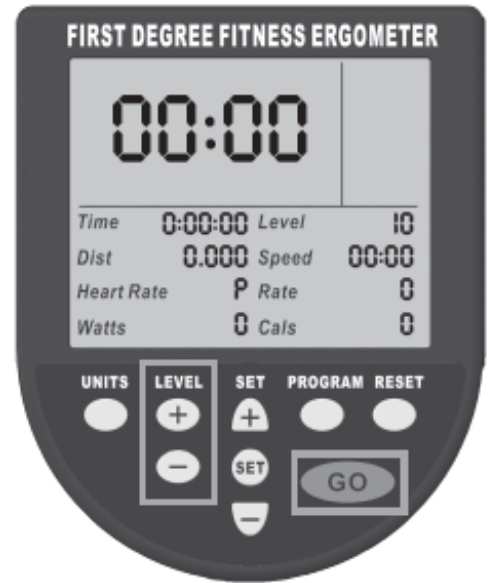 FIRST DEGREE FITNESS ERGOMETER
00:00
Time 0:00:00 Level 10
Dist 0.000 Speed 00:00
Heart Rate P Rate 0
Watts 0 Cals 0
UNITS LEVEL SET PROGRAM RESET
+ +
- SET GO
-